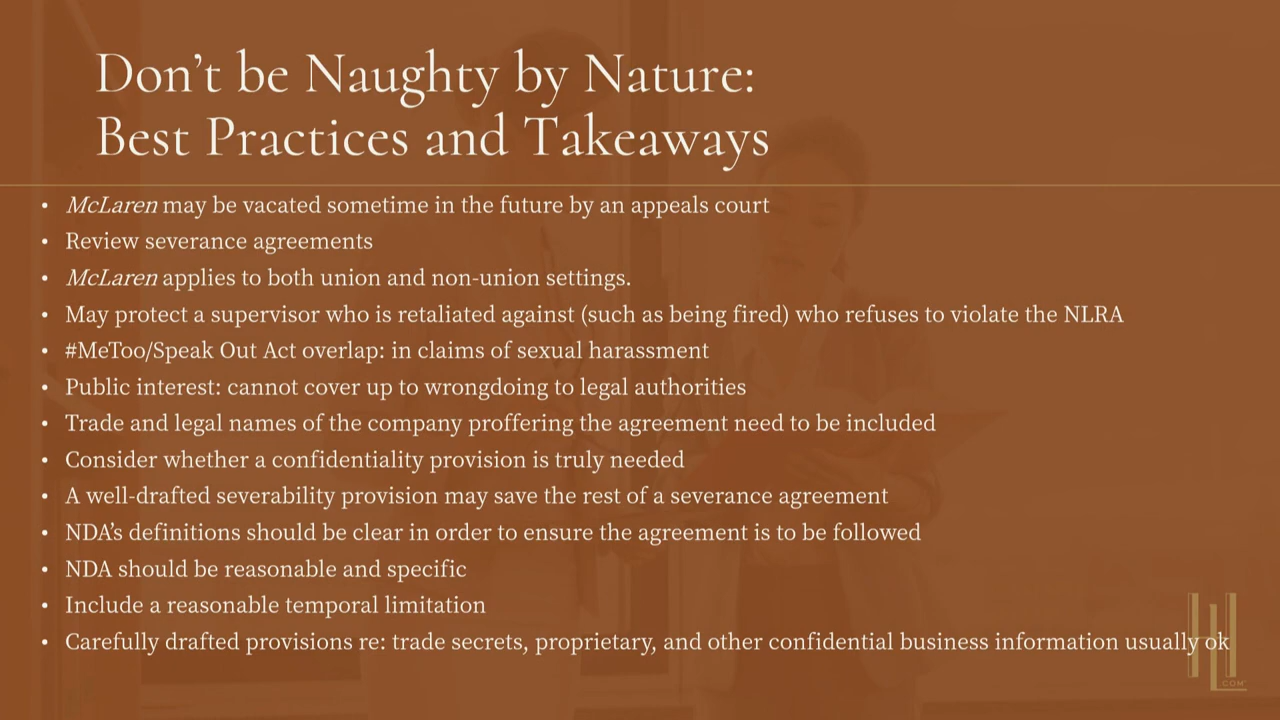 Don't be Naughty by Nature:
Best Practices and Takeaways
• McLaren may be vacated sometime in the future by an appeals court
• Review severance agreements
• McLaren applies to both union and non-union settings.
• May protect a supervisor who is retaliated against (such as being fired) who refuses to violate the NLRA
• #MeToo/Speak Out Act overlap: in claims of sexual harassment
• Public interest: cannot cover up to wrongdoing to legal authorities
• Trade and legal names of the company proffering the agreement need to be included
• Consider whether a confidentiality provision is truly needed
• A well-drafted severability provision may save the rest of a severance agreement
• NDA's definitions should be clear in order to ensure the agreement is to be followed
• NDA should be reasonable and specific
• Include a reasonable temporal limitation
• Carefully drafted provisions re: trade secrets, proprietary, and other confidential business information usually ok
.COM